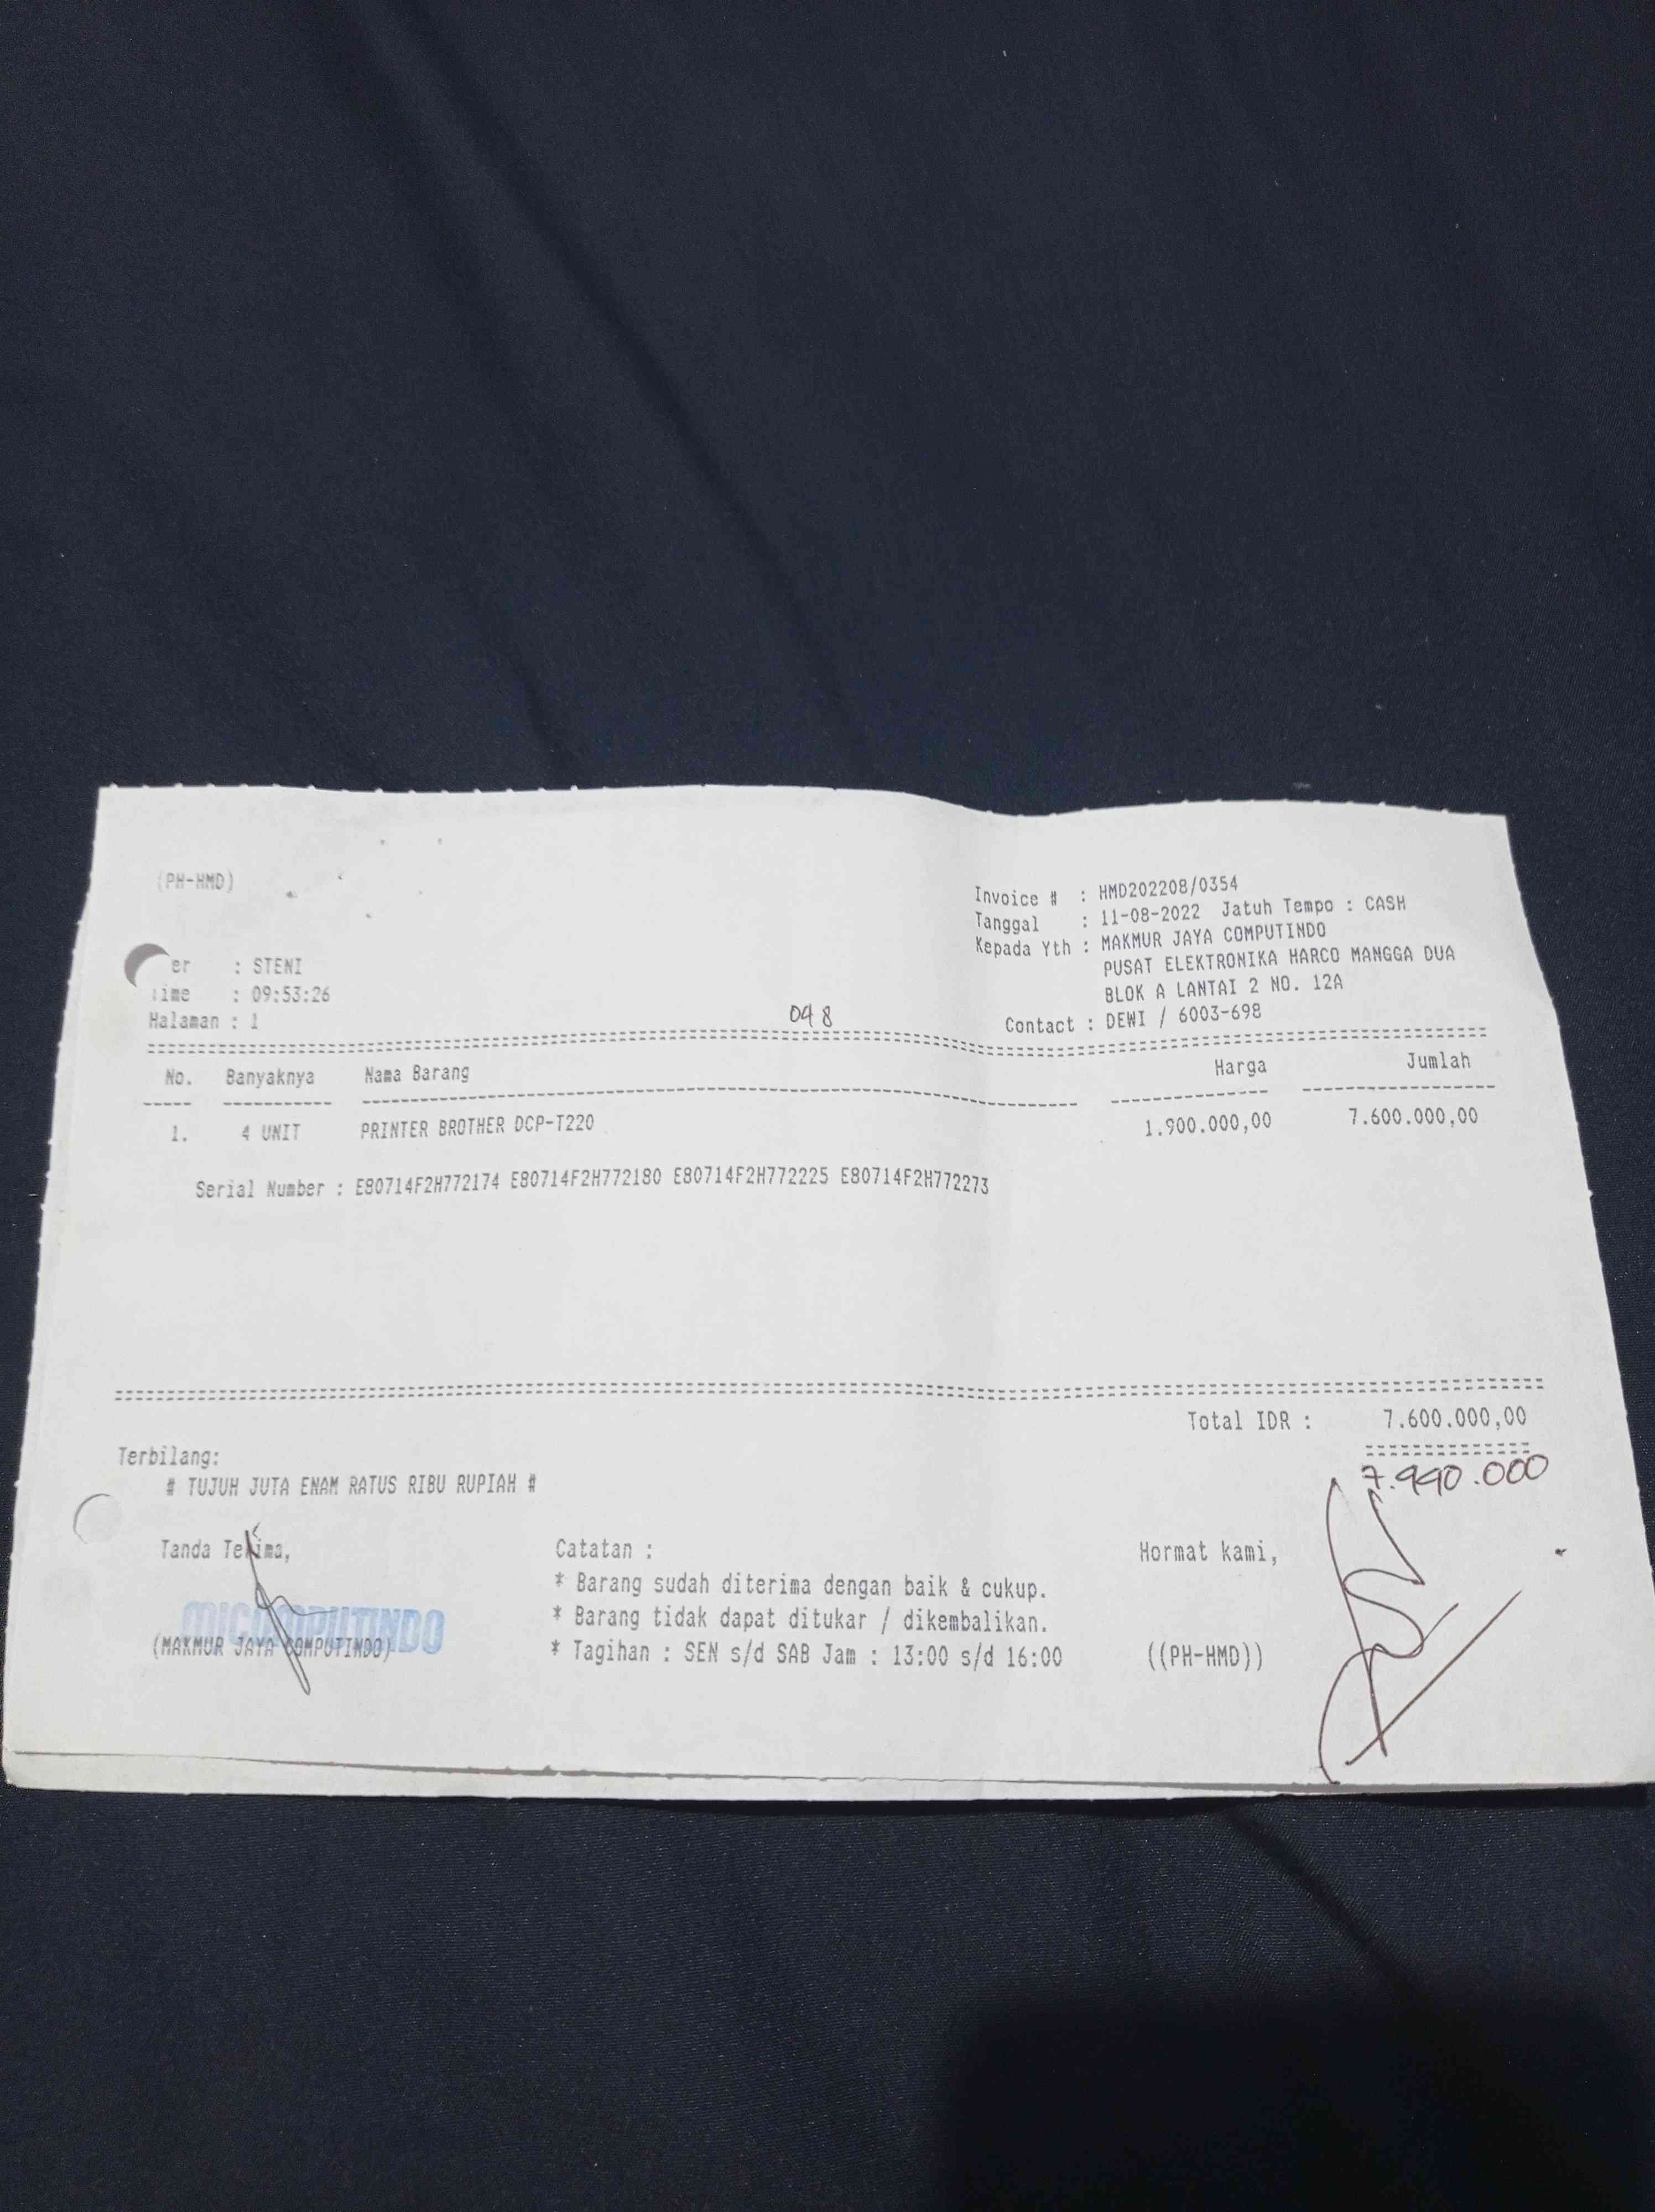 (PH-HMD)
Invoice # : HMD202208/0354
Tanggal : 11-08-2022 Jatuh Tempo : CASH
Kepada Yth : MAKMUR JAYA COMPUTINDO
PUSAT ELEKTRONIKA HARCO MANGGA DUA
BLOK A LANTAI 2 NO. 12A
Contact : DEWI / 6003-698
er : STENI
ime : 09:53:26
Halaman : 1
048
No. Banyaknya Nama Barang Harga Jumlah
1. 4 UNIT PRINTER BROTHER DCP-T220 1.900.000,00 7.600.000,00
Serial Number : E80714F2H772174 E80714F2H772180 E80714F2H772225 E80714F2H772273
Total IDR : 7.600.000,00
7.990.000
Terbilang:
# TUJUH JUTA ENAM RATUS RIBU RUPIAH #
Tanda Terima,
(MAKMUR JAYA COMPUTINDO)
Catatan :
* Barang sudah diterima dengan baik & cukup.
* Barang tidak dapat ditukar / dikembalikan.
* Tagihan : SEN s/d SAB Jam : 13:00 s/d 16:00
Hormat kami,
((PH-HMD))